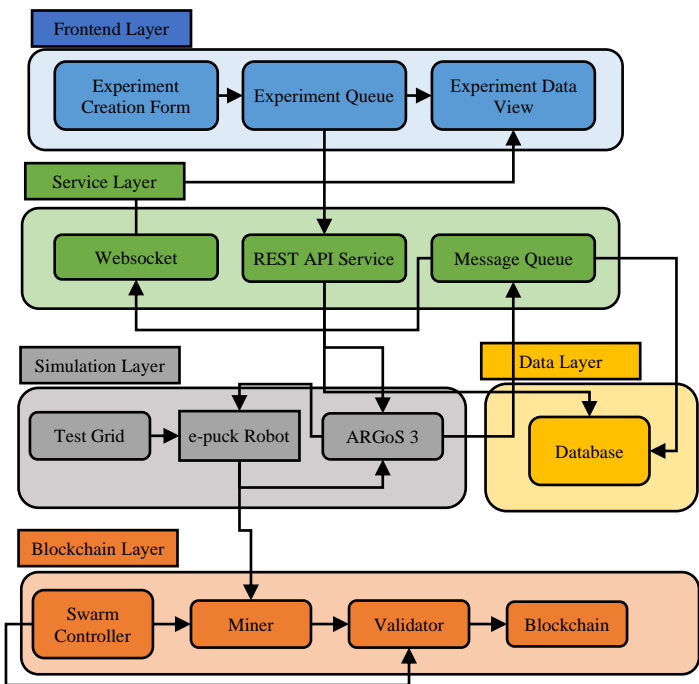 Frontend Layer
Experiment
Creation Form
Experiment Queue
Experiment Data
View
Service Layer
Websocket
REST API Service
Message Queue
Simulation Layer
Data Layer
Test Grid
e-puck Robot
ARGoS 3
Database
Blockchain Layer
Swarm
Controller
Miner
Validator
Blockchain